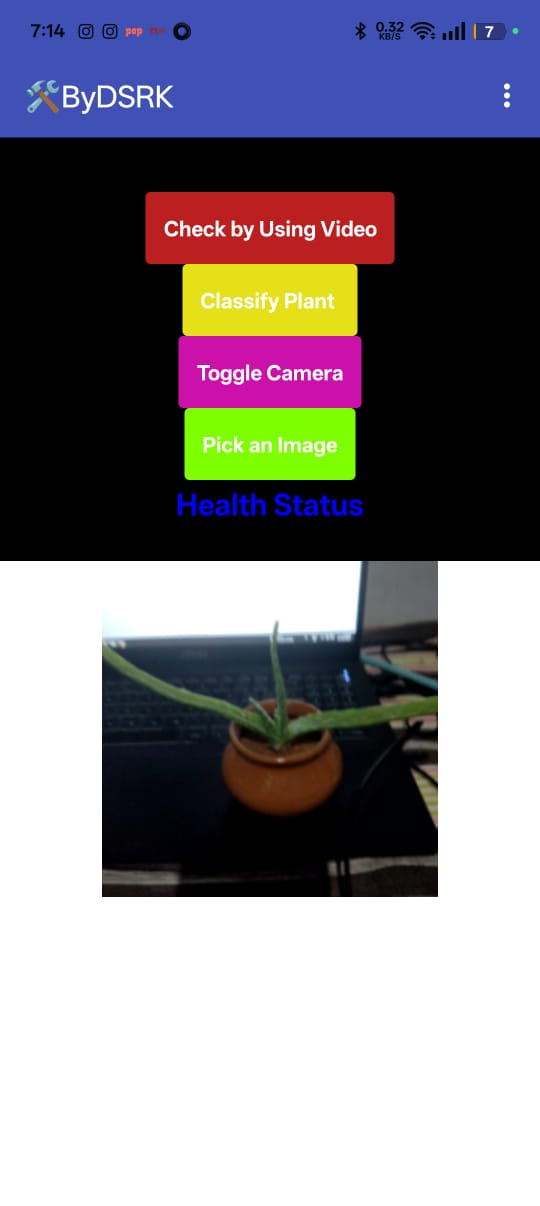 7:14 pop 0.32 KB/S 7
🛠ByDSRK
Check by Using Video
Classify Plant
Toggle Camera
Pick an Image
Health Status